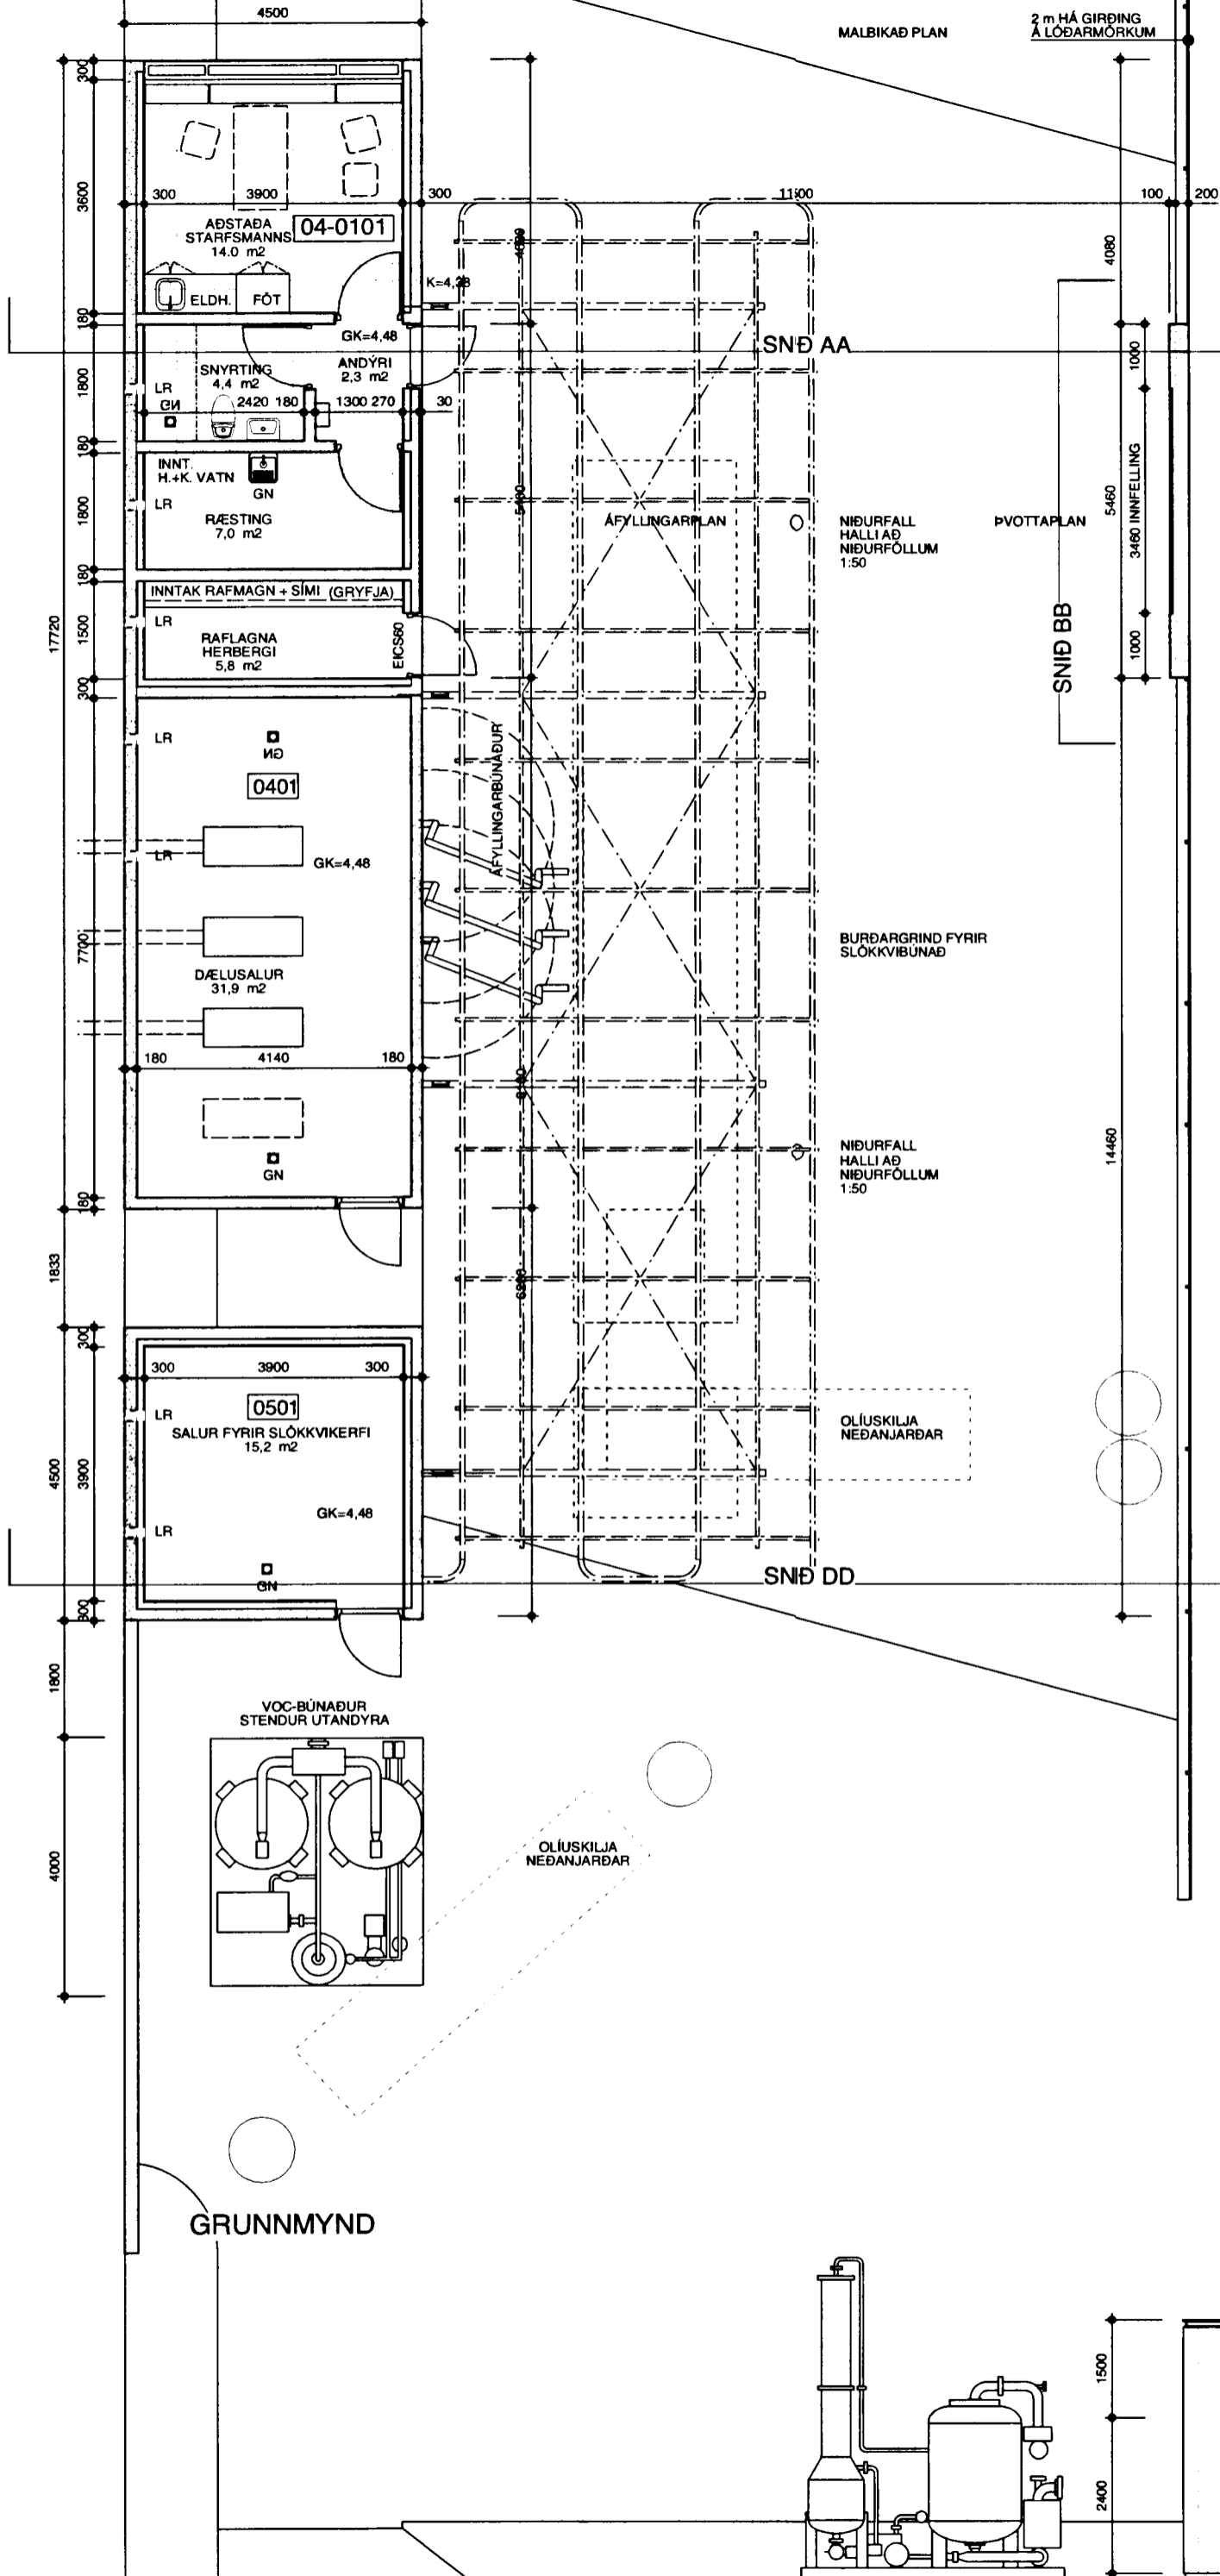 4500
MALBIKAÐ PLAN
2 m HÁ GIRÐING
Á LÓÐARMÖRKUM
300
3600
300
3900
300
100
200
AÐSTAÐA
STARFSMANNS
14.0 m2
04-0101
4080
ELDH.
FÖT
K=4,38
180
GK=4,48
SNIÐ AA
ANDÝRI
2,3 m2
SNYRTING
4,4 m2
1800
LR
GN
2420
180
1300
270
30
1000
180
INNT.
H.+K. VATN
GN
LR
1800
RÆSTING
7,0 m2
ÁFYLLINGARPLAN
NIÐURFALL
HALLI AÐ
NIÐURFÖLLUM
1:50
ÞVOTTAPLAN
5460
3460 INNFELLING
180
INNTAK RAFMAGN + SÍMI (GRYFJA)
17720
1500
LR
RAFLAGNA
HERBERGI
5,8 m2
EICS60
1000
SNIÐ BB
300
LR
GN
0401
ÁFYLLINGARBÚNAÐUR
LR
GK=4,48
7700
DÆLUSALUR
31,9 m2
BURÐARGRIND FYRIR
SLÖKKVIBÚNAÐ
180
4140
180
GN
NIÐURFALL
HALLI AÐ
NIÐURFÖLLUM
1:50
14460
180
1833
300
300
3900
300
0501
LR
SALUR FYRIR SLÖKKVIKERFI
15,2 m2
OLÍUSKILJA
NEÐANJARÐAR
4500
3900
GK=4,48
LR
GN
SNIÐ DD
300
1800
VOC-BÚNAÐUR
STENDUR UTANDYRA
4000
OLÍUSKILJA
NEÐANJARÐAR
GRUNNMYND
1500
2400